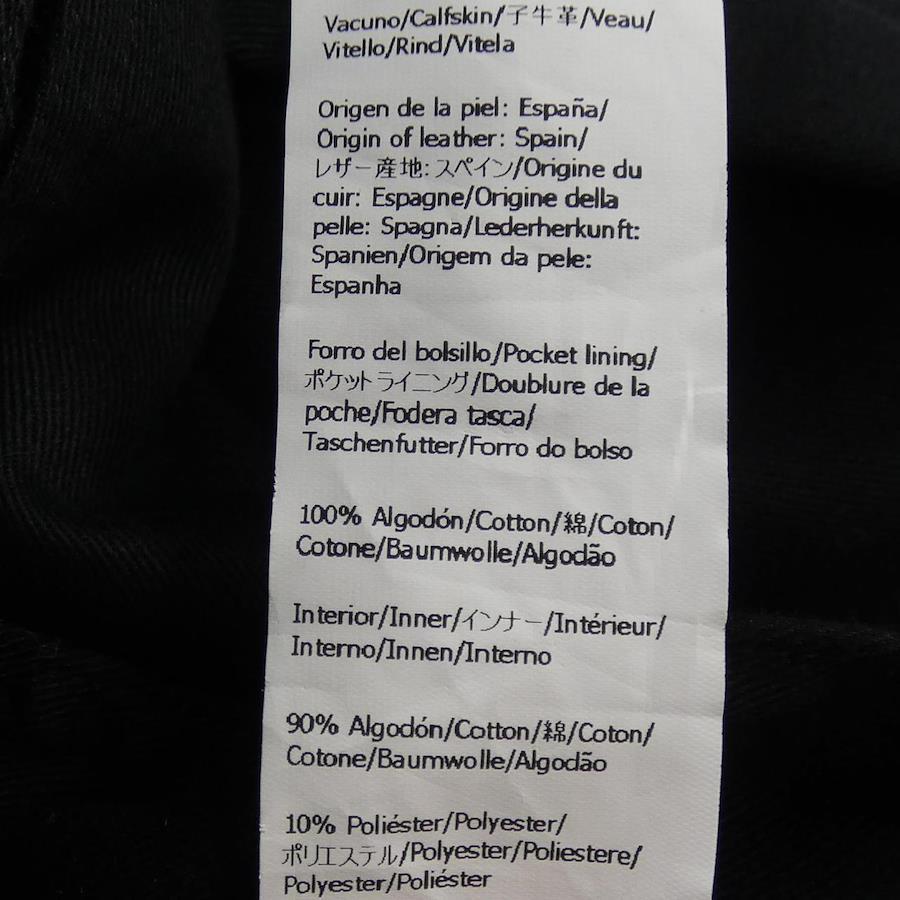 Vacuno/Calfskin/子牛革/Veau/
Vitello/Rind/Vitela
Origen de la piel: España/
Origin of leather: Spain/
レザー産地: スペイン/Origine du
cuir: Espagne/Origine della
pelle: Spagna/Lederherkunft:
Spanien/Origem da pele:
Espanha
Forro del bolsillo/Pocket lining/
ポケットライニング/Doublure de la
poche/Fodera tasca/
Taschenfutter/Forro do bolso
100% Algodón/Cotton/綿/Coton/
Cotone/Baumwolle/Algodão
Interior/Inner/インナー/Intérieur/
Interno/Innen/Interno
90% Algodón/Cotton/綿/Coton/
Cotone/Baumwolle/Algodão
10% Poliéster/Polyester/
ポリエステル/Polyester/Poliestere/
Polyester/Poliéster